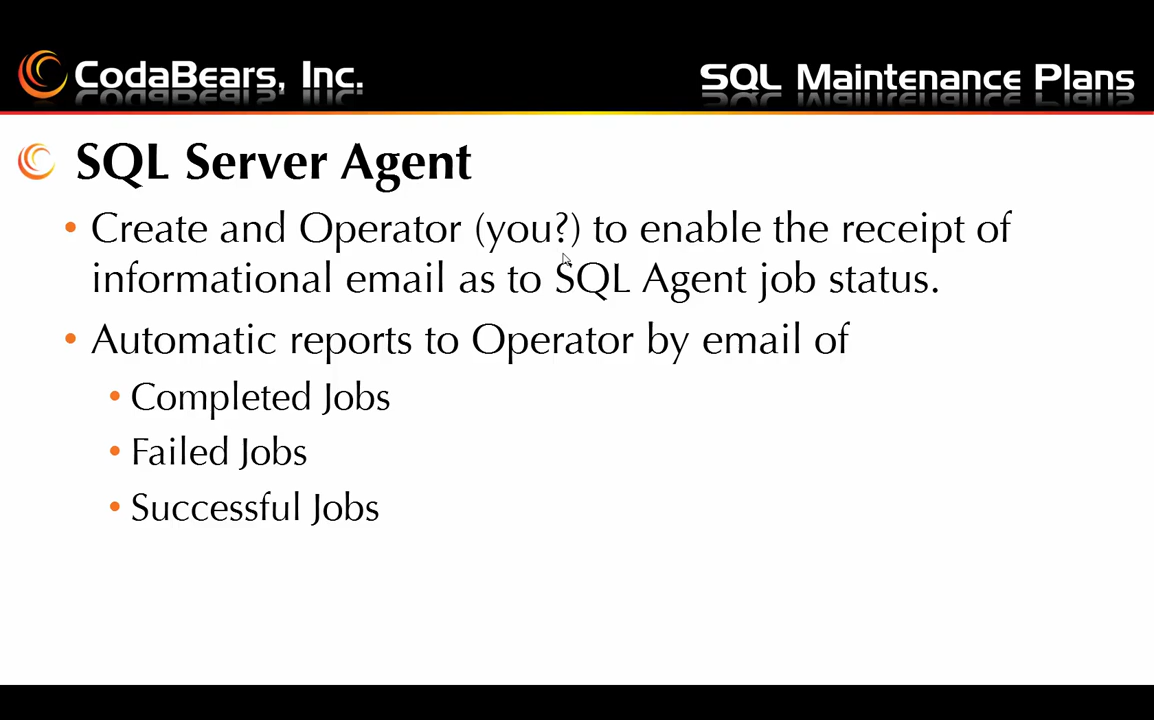 CodaBears, Inc.
SQL Maintenance Plans
SQL Server Agent
• Create and Operator (you?) to enable the receipt of
informational email as to SQL Agent job status.
• Automatic reports to Operator by email of
• Completed Jobs
• Failed Jobs
• Successful Jobs